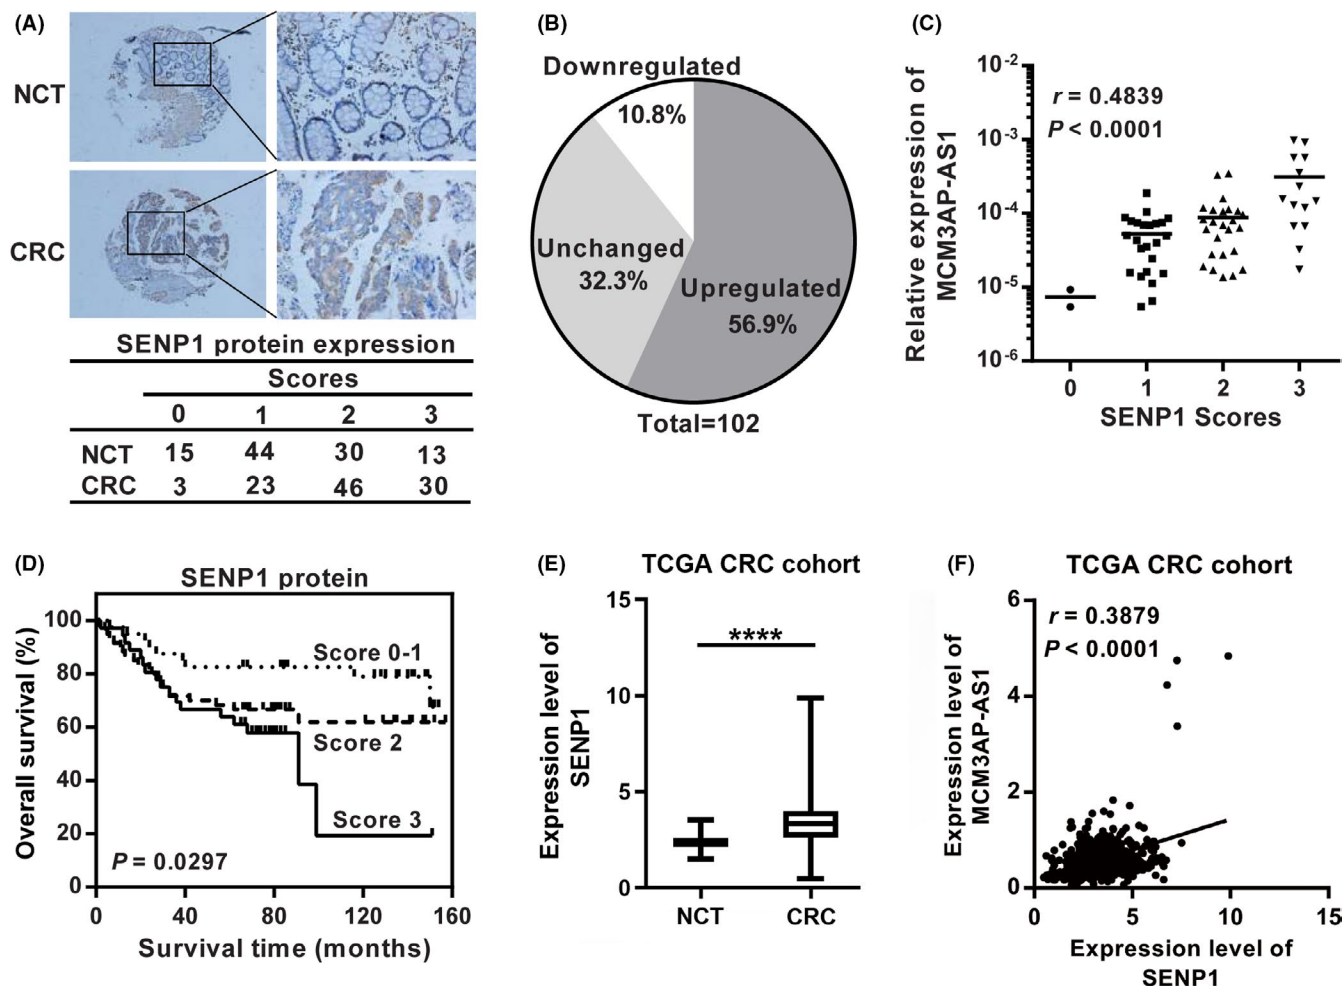 (A)
NCT
CRC
SENP1 protein expression
Scores
0 1 2 3
NCT 15 44 30 13
CRC 3 23 46 30
(B)
Downregulated
10.8%
Unchanged
32.3%
Upregulated
56.9%
Total=102
(C)
Relative expression of
MCM3AP-AS1
10-2
10-3
10-4
10-5
10-6
r = 0.4839
P < 0.0001
0 1 2 3
SENP1 Scores
(D)
SENP1 protein
Overall survival (%)
100
80
60
40
20
0
Score 0-1
Score 2
Score 3
P = 0.0297
0 40 80 120 160
Survival time (months)
(E)
TCGA CRC cohort
Expression level of
SENP1
15
10
5
0
****
NCT CRC
(F)
TCGA CRC cohort
Expression level of
MCM3AP-AS1
6
4
2
0
r = 0.3879
P < 0.0001
0 5 10 15
Expression level of
SENP1